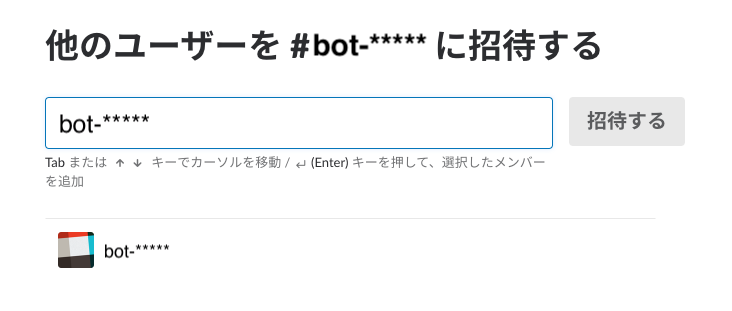 他のユーザーを #bot-***** に招待する
bot-*****
招待する
Tab または ↑ ↓ キーでカーソルを移動 / ↵ (Enter) キーを押して、選択したメンバー
を追加
bot-*****